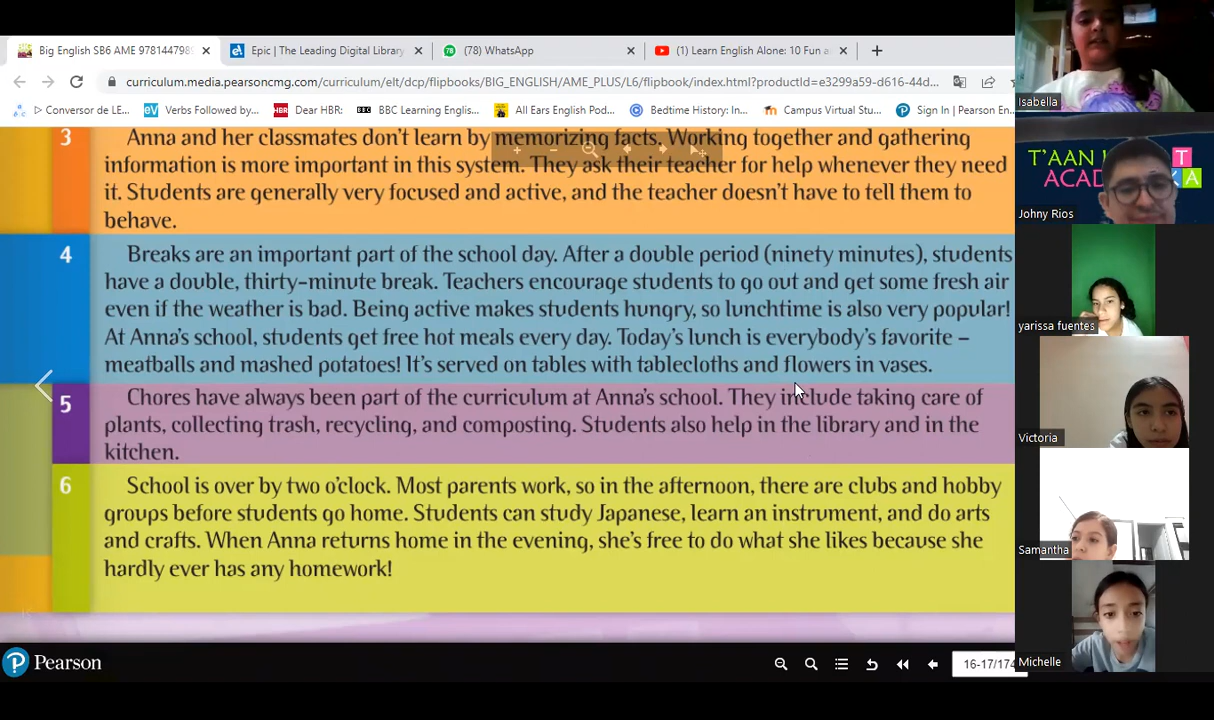 Big English SB6 AME 978144798
Epic | The Leading Digital Library
(78) WhatsApp
(1) Learn English Alone: 10 Fun a
curriculum.media.pearsoncmg.com/curriculum/elt/dcp/flipbooks/BIG_ENGLISH/AME_PLUS/L6/flipbook/index.html?productId=e3299a59-d616-44d...
▷ Conversor de LE...
Verbs Followed by...
Dear HBR:
BBC Learning Englis...
All Ears English Pod...
Bedtime History: In...
Campus Virtual Stu...
Sign In | Pearson En...
3
Anna and her classmates don't learn by memorizing facts. Working together and gathering
information is more important in this system. They ask their teacher for help whenever they need
it. Students are generally very focused and active, and the teacher doesn't have to tell them to
behave.
4
Breaks are an important part of the school day. After a double period (ninety minutes), students
have a double, thirty-minute break. Teachers encourage students to go out and get some fresh air
even if the weather is bad. Being active makes students hungry, so lunchtime is also very popular!
At Anna's school, students get free hot meals every day. Today's lunch is everybody's favorite –
meatballs and mashed potatoes! It's served on tables with tablecloths and flowers in vases.
5
Chores have always been part of the curriculum at Anna's school. They include taking care of
plants, collecting trash, recycling, and composting. Students also help in the library and in the
kitchen.
6
School is over by two o'clock. Most parents work, so in the afternoon, there are clubs and hobby
groups before students go home. Students can study Japanese, learn an instrument, and do arts
and crafts. When Anna returns home in the evening, she's free to do what she likes because she
hardly ever has any homework!
Pearson
16-17/174
Isabella
T'AAN
ACAD
T
K A
Johny Rios
yarissa fuentes
Victoria
Samantha
Michelle